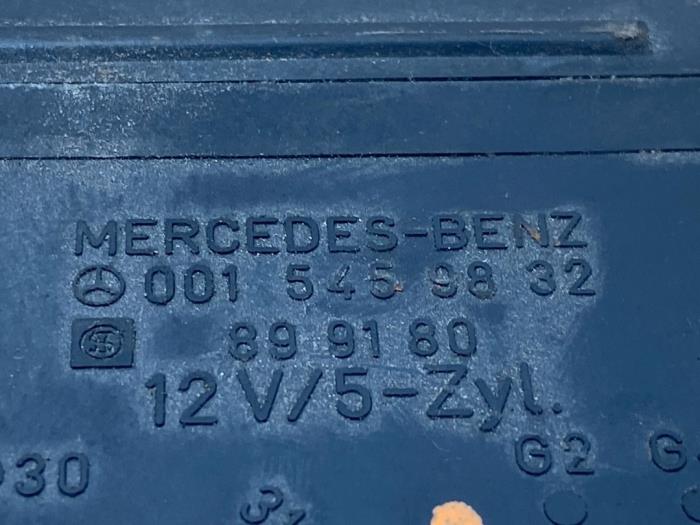 MERCEDES-BENZ
001 545 98 32
89 91 80
12 V/5-Zyl.
G2
30